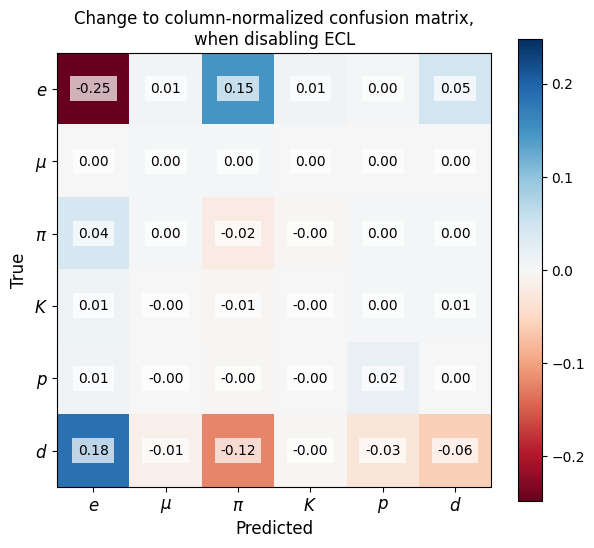 Change to column-normalized confusion matrix,
when disabling ECL
e -0.25 0.01 0.15 0.01 0.00 0.05
μ 0.00 0.00 0.00 0.00 0.00 0.00
π 0.04 0.00 -0.02 -0.00 0.00 0.00
K 0.01 -0.00 -0.01 -0.00 0.00 0.01
p 0.01 -0.00 -0.00 -0.00 0.02 0.00
d 0.18 -0.01 -0.12 -0.00 -0.03 -0.06
e μ π K p d
Predicted
True
0.2
0.1
0.0
−0.1
−0.2